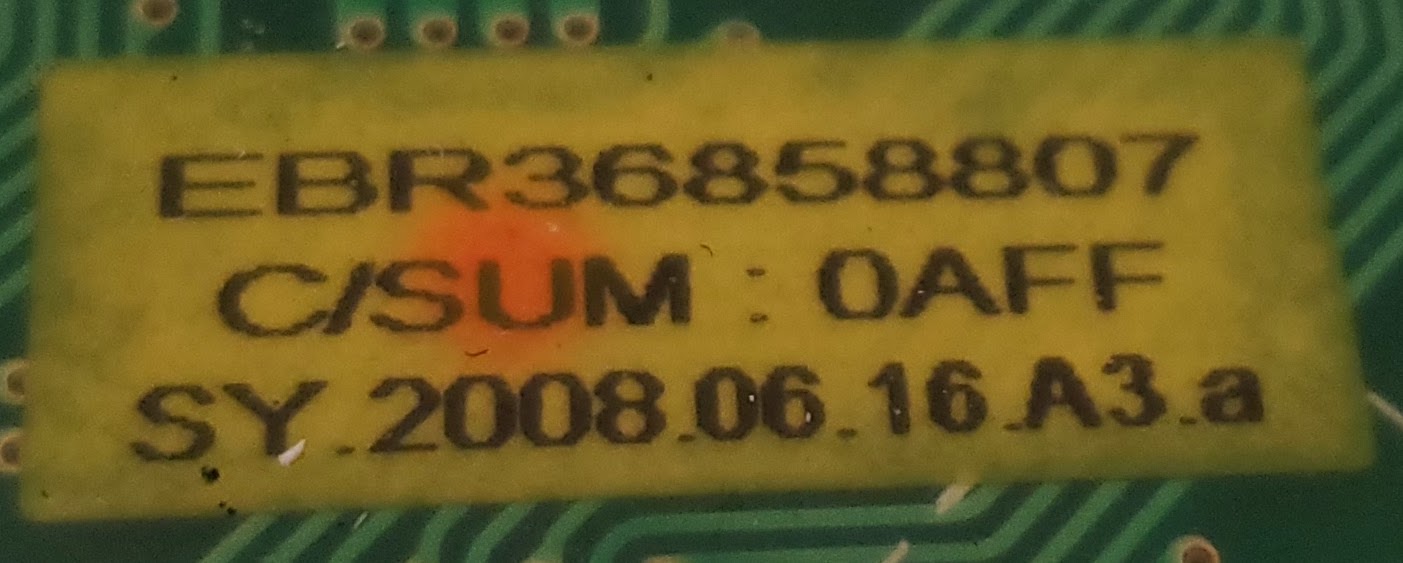 EBR36858807
C/SUM : 0AFF
SY.2008.06.16.A3.a